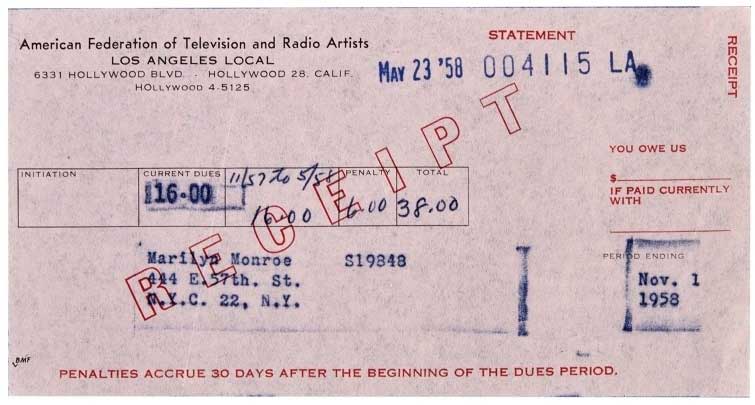 STATEMENT
American Federation of Television and Radio Artists
LOS ANGELES LOCAL
6331 HOLLYWOOD BLVD. · HOLLYWOOD 28, CALIF.
HOLLYWOOD 4-5125
MAY 23 '58 004115 LA
RECEIPT
RECEIPT
YOU OWE US
$
IF PAID CURRENTLY
WITH
INITIATION CURRENT DUES 11/57 to 5/58 PENALTY TOTAL
16.00 16.00 6.00 38.00
Marilyn Monroe S19848
444 E.57th. St.
N.Y.C. 22, N.Y.
PERIOD ENDING
Nov. 1
1958
BMF
PENALTIES ACCRUE 30 DAYS AFTER THE BEGINNING OF THE DUES PERIOD.